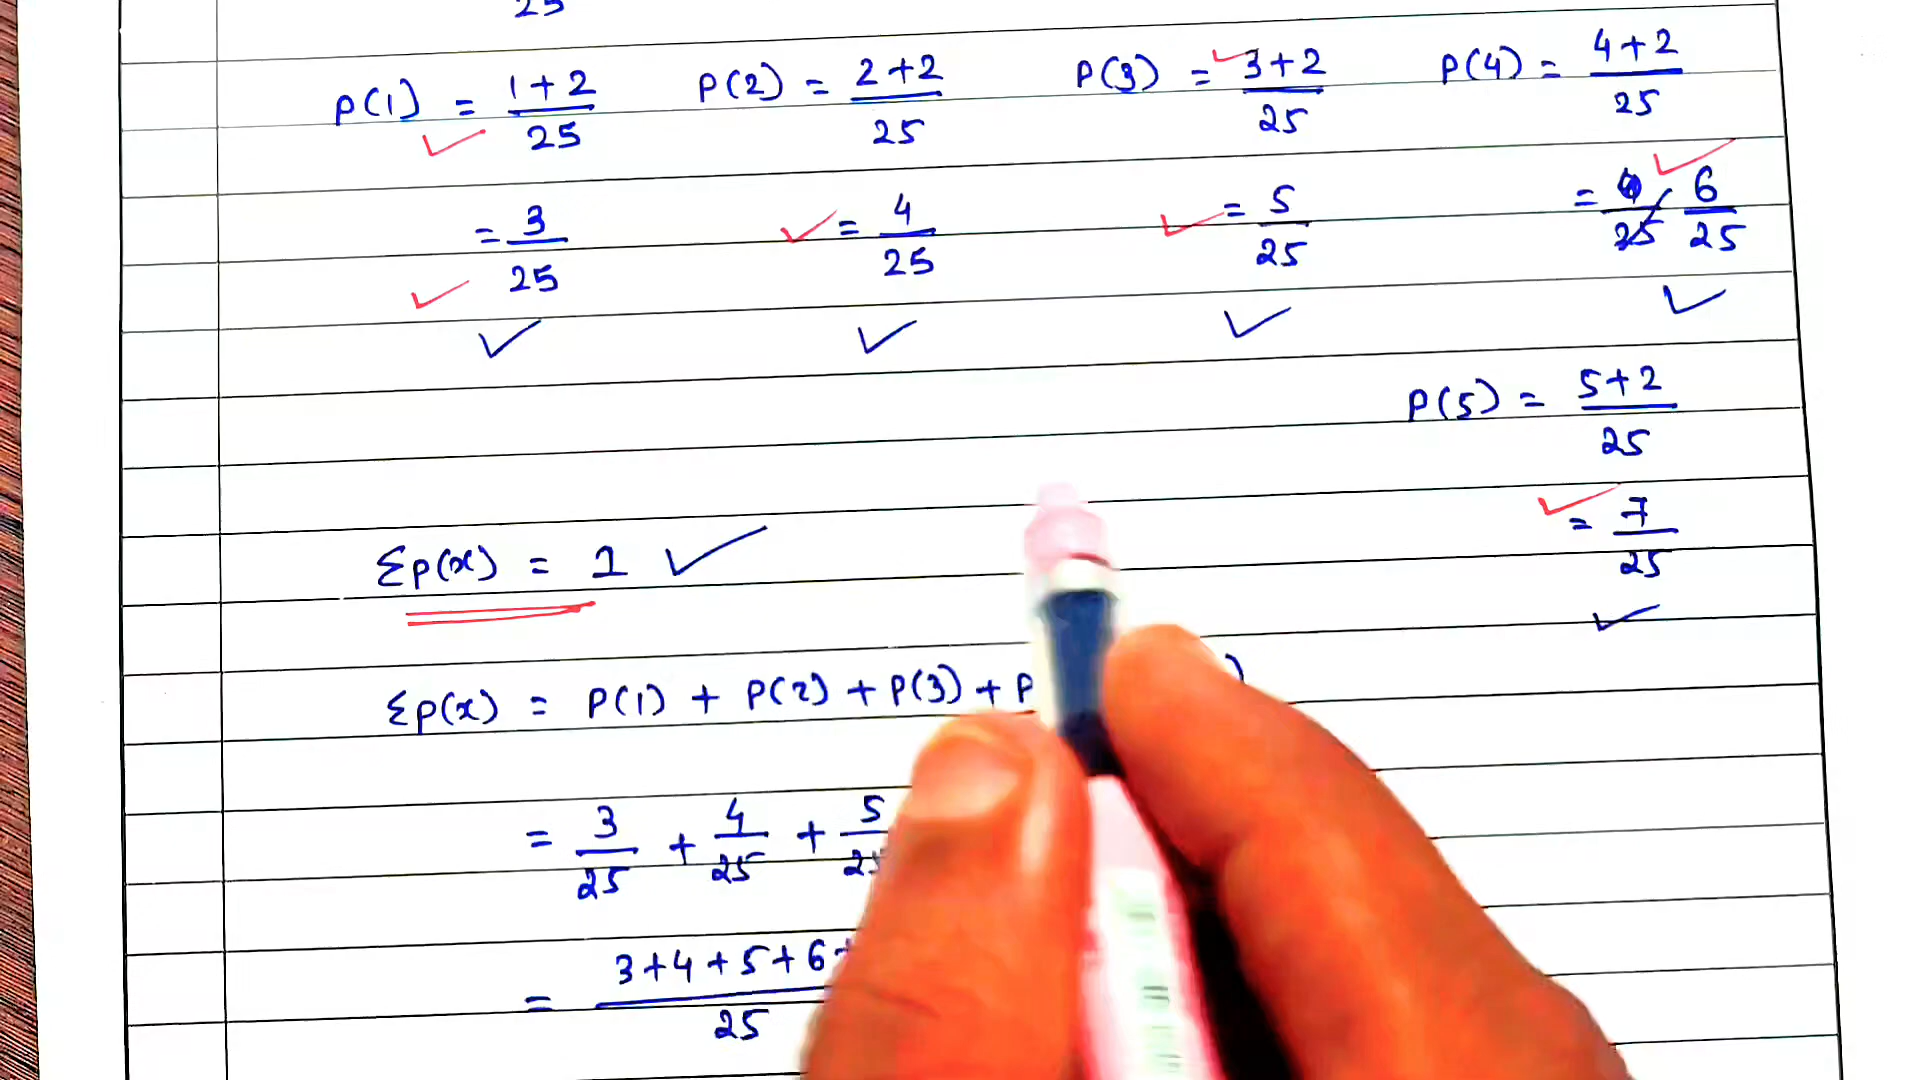 25
P(1) = 1+2/25 P(2) = 2+2/25 P(3) = 3+2/25 P(4) = 4+2/25
= 3/25 = 4/25 = 5/25 = 6/25
P(5) = 5+2/25
= 7/25
Σp(x) = 1
Σp(x) = P(1) + P(2) + P(3) + P
= 3/25 + 4/25 + 5/25
= 3+4+5+6+/25